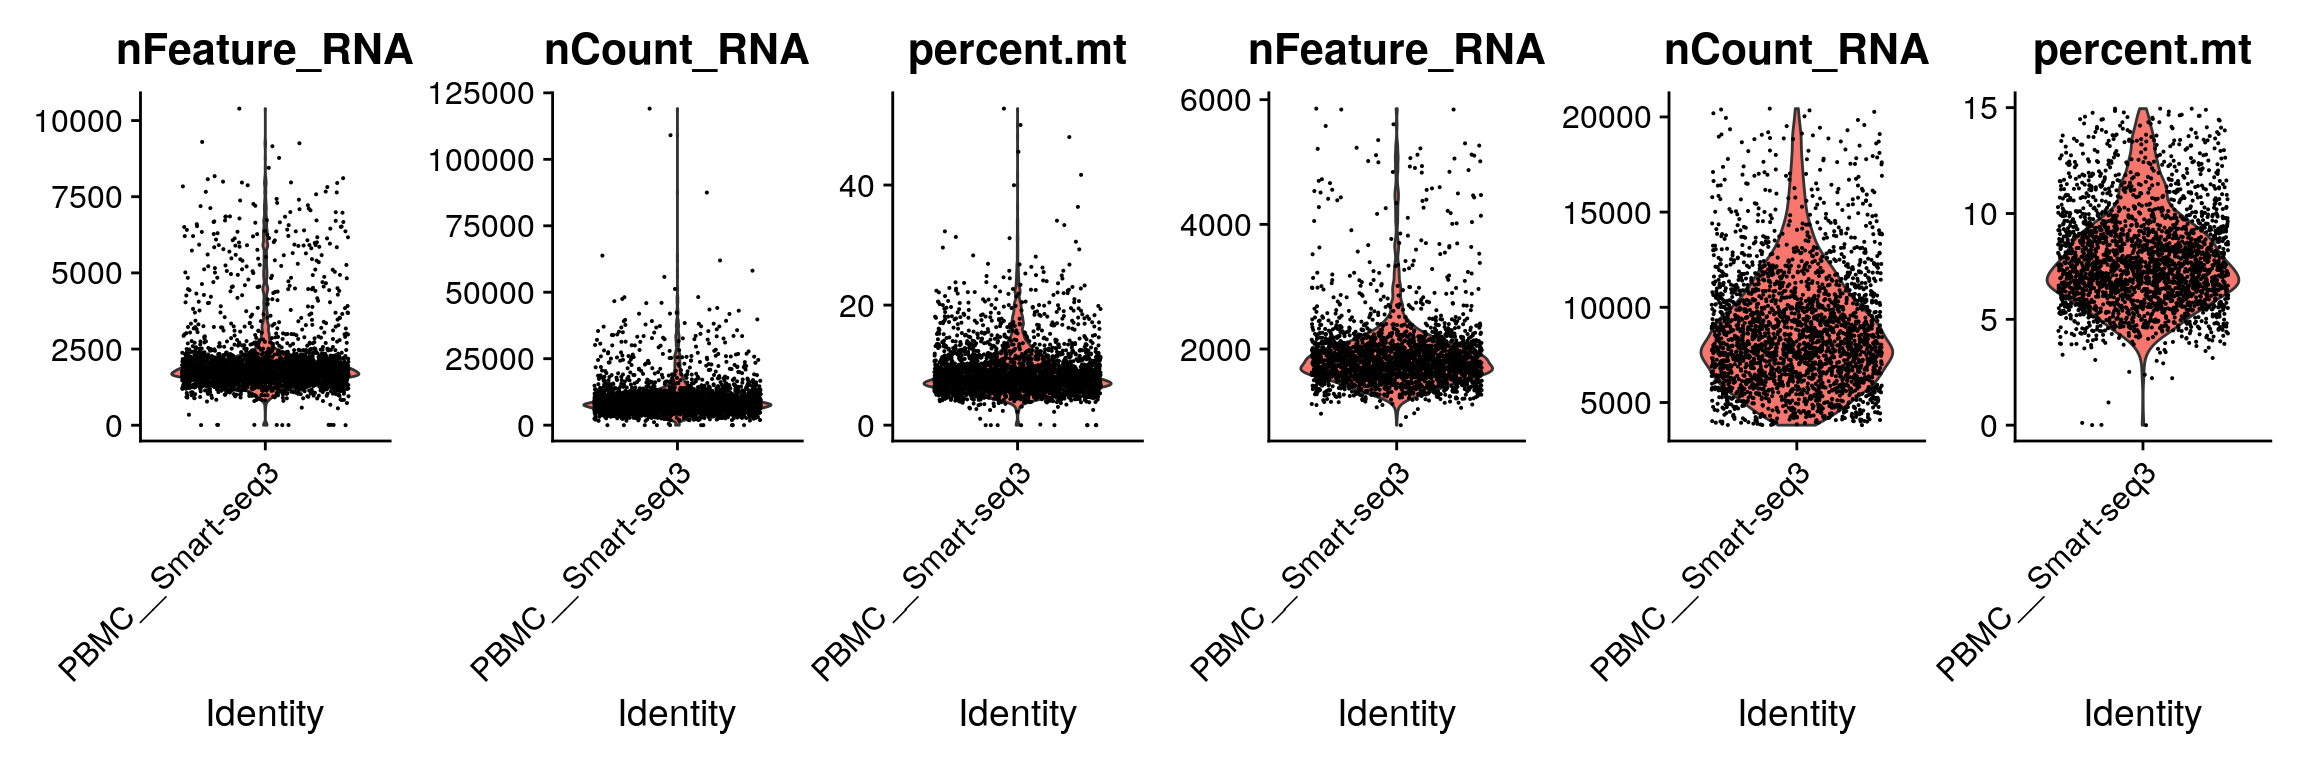 nFeature_RNA
10000
7500
5000
2500
0
PBMC__Smart-seq3
Identity
nCount_RNA
125000
100000
75000
50000
25000
0
PBMC__Smart-seq3
Identity
percent.mt
40
20
0
PBMC__Smart-seq3
Identity
nFeature_RNA
6000
4000
2000
PBMC__Smart-seq3
Identity
nCount_RNA
20000
15000
10000
5000
PBMC__Smart-seq3
Identity
percent.mt
15
10
5
0
PBMC__Smart-seq3
Identity